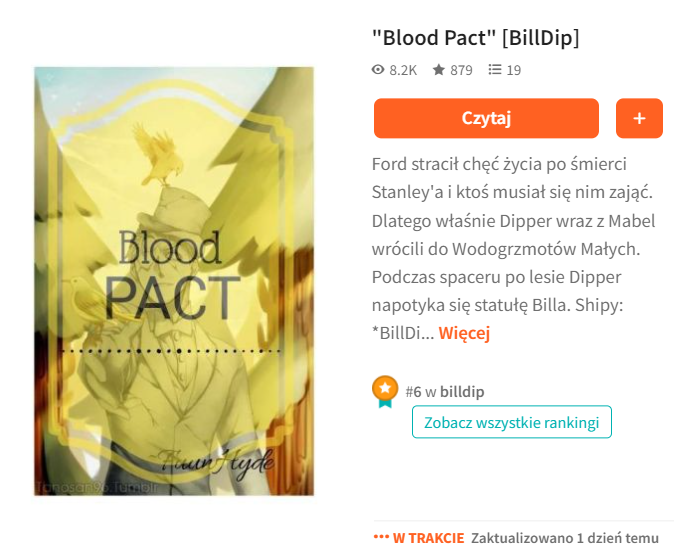 "Blood Pact" [BillDip]
8.2K 879 19
Czytaj
+
Ford stracił chęć życia po śmierci
Stanley'a i ktoś musiał się nim zająć.
Dlatego właśnie Dipper wraz z Mabel
wrócili do Wodogrzmotów Małych.
Podczas spaceru po lesie Dipper
napotyka się statułę Billa. Shipy:
*BillDi... Więcej
#6 w billdip
Zobacz wszystkie rankingi
••• W TRAKCIE Zaktualizowano 1 dzień temu
Blood
PACT
Hyde
Tanosan96.Tumblr